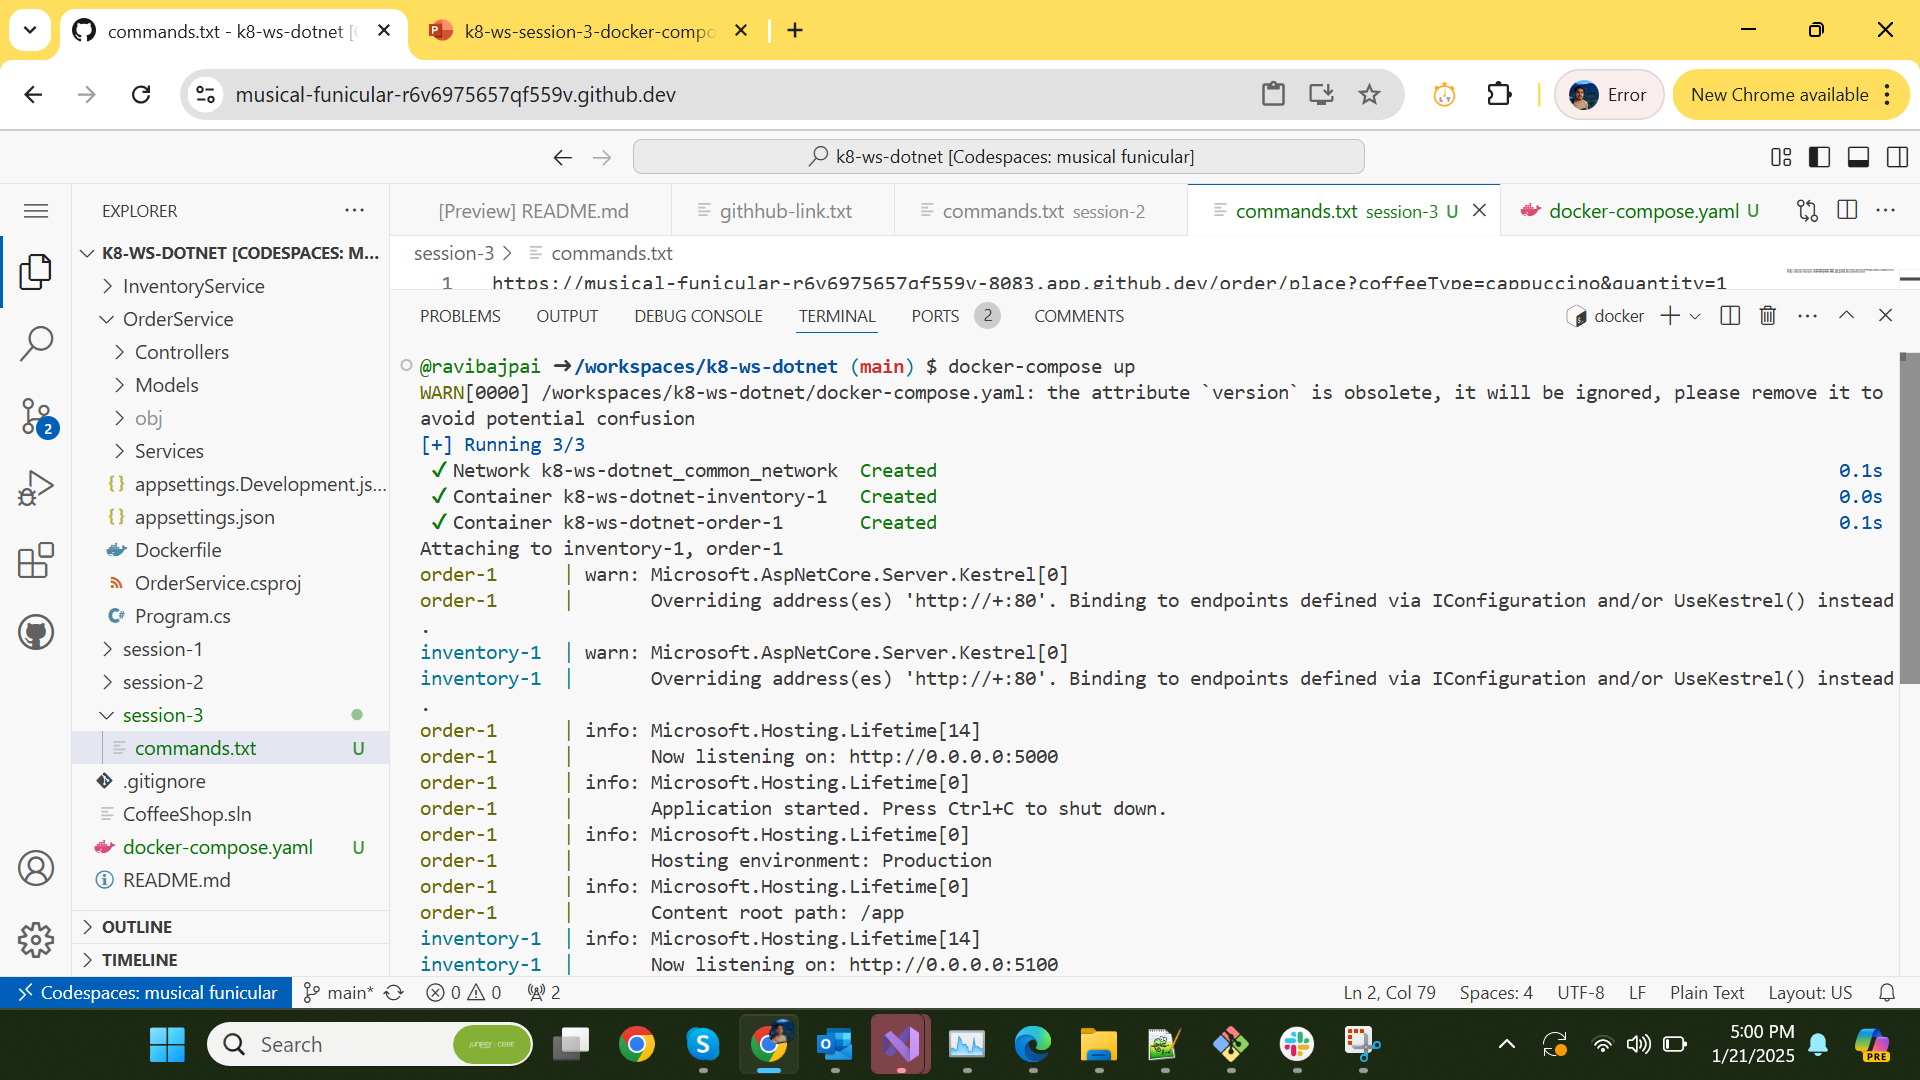 commands.txt - k8-ws-dotnet [
k8-ws-session-3-docker-compo
musical-funicular-r6v6975657qf559v.github.dev
Error
New Chrome available
k8-ws-dotnet [Codespaces: musical funicular]
EXPLORER
[Preview] README.md
githhub-link.txt
commands.txt session-2
commands.txt session-3 U
docker-compose.yaml U
session-3 > commands.txt
1 https://musical-funicular-r6v6975657qf559v-8083.app.github.dev/order/place?coffeeType=cappuccino&quantity=1
K8-WS-DOTNET [CODESPACES: M...
InventoryService
OrderService
Controllers
Models
obj
Services
appsettings.Development.js...
appsettings.json
Dockerfile
OrderService.csproj
Program.cs
session-1
session-2
session-3
commands.txt U
.gitignore
CoffeeShop.sln
docker-compose.yaml U
README.md
OUTLINE
TIMELINE
2
PROBLEMS OUTPUT DEBUG CONSOLE TERMINAL PORTS 2 COMMENTS
docker
@ravibajpai ➜/workspaces/k8-ws-dotnet (main) $ docker-compose up
WARN[0000] /workspaces/k8-ws-dotnet/docker-compose.yaml: the attribute `version` is obsolete, it will be ignored, please remove it to
avoid potential confusion
[+] Running 3/3
✔ Network k8-ws-dotnet_common_network Created 0.1s
✔ Container k8-ws-dotnet-inventory-1 Created 0.0s
✔ Container k8-ws-dotnet-order-1 Created 0.1s
Attaching to inventory-1, order-1
order-1 | warn: Microsoft.AspNetCore.Server.Kestrel[0]
order-1 | Overriding address(es) 'http://+:80'. Binding to endpoints defined via IConfiguration and/or UseKestrel() instead
.
inventory-1 | warn: Microsoft.AspNetCore.Server.Kestrel[0]
inventory-1 | Overriding address(es) 'http://+:80'. Binding to endpoints defined via IConfiguration and/or UseKestrel() instead
.
order-1 | info: Microsoft.Hosting.Lifetime[14]
order-1 | Now listening on: http://0.0.0.0:5000
order-1 | info: Microsoft.Hosting.Lifetime[0]
order-1 | Application started. Press Ctrl+C to shut down.
order-1 | info: Microsoft.Hosting.Lifetime[0]
order-1 | Hosting environment: Production
order-1 | info: Microsoft.Hosting.Lifetime[0]
order-1 | Content root path: /app
inventory-1 | info: Microsoft.Hosting.Lifetime[14]
inventory-1 | Now listening on: http://0.0.0.0:5100
Codespaces: musical funicular main* 0 0 2
Ln 2, Col 79 Spaces: 4 UTF-8 LF Plain Text Layout: US
Search
5:00 PM
1/21/2025
PRE